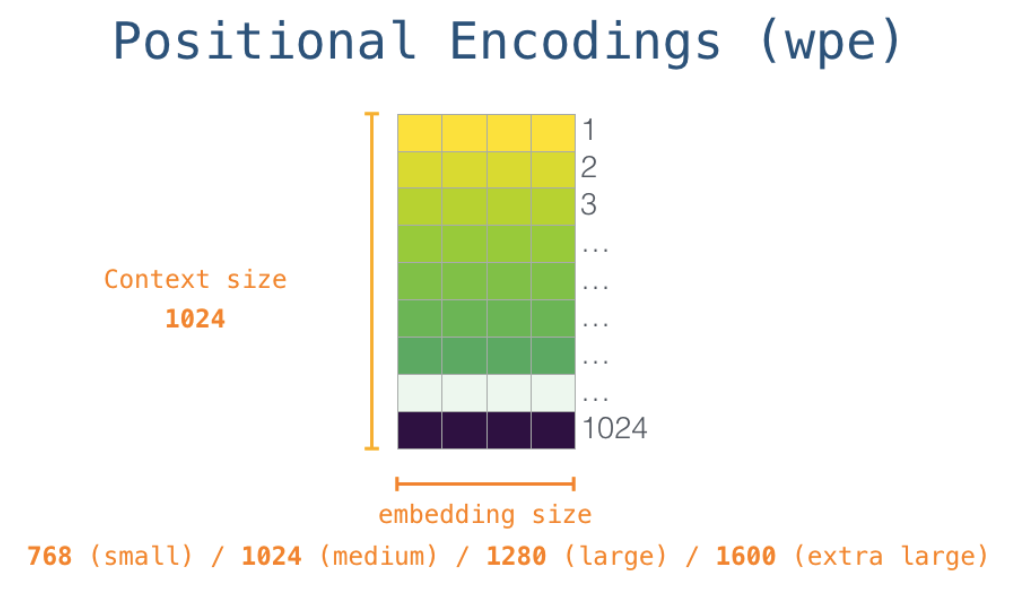 Positional Encodings (wpe)
1
2
3
...
...
...
...
...
1024
Context size
1024
embedding size
768 (small) / 1024 (medium) / 1280 (large) / 1600 (extra large)